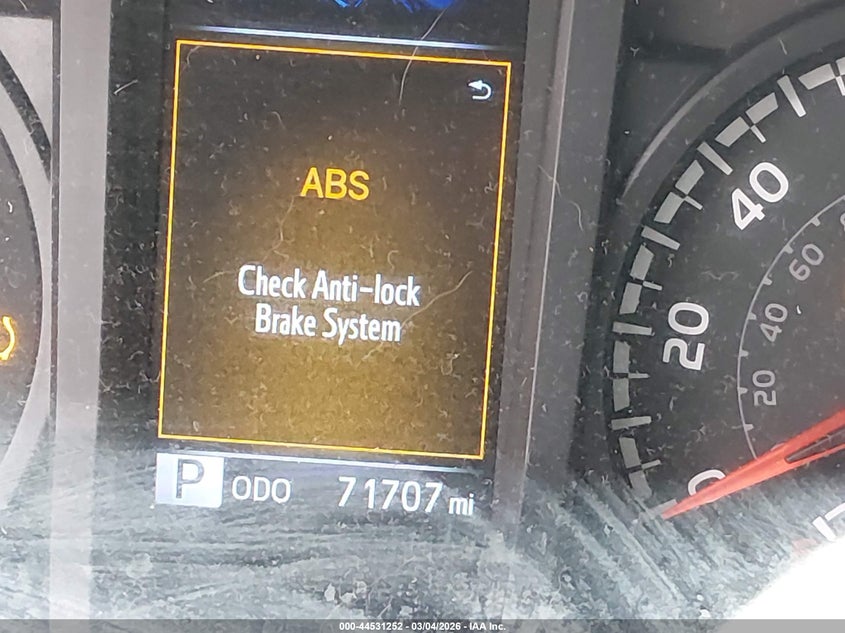 ABS
Check Anti-lock
Brake System
P ODO 71707 mi
40
20
0
60
40
20
000-44531252 - 03/04/2026 - IAA Inc.